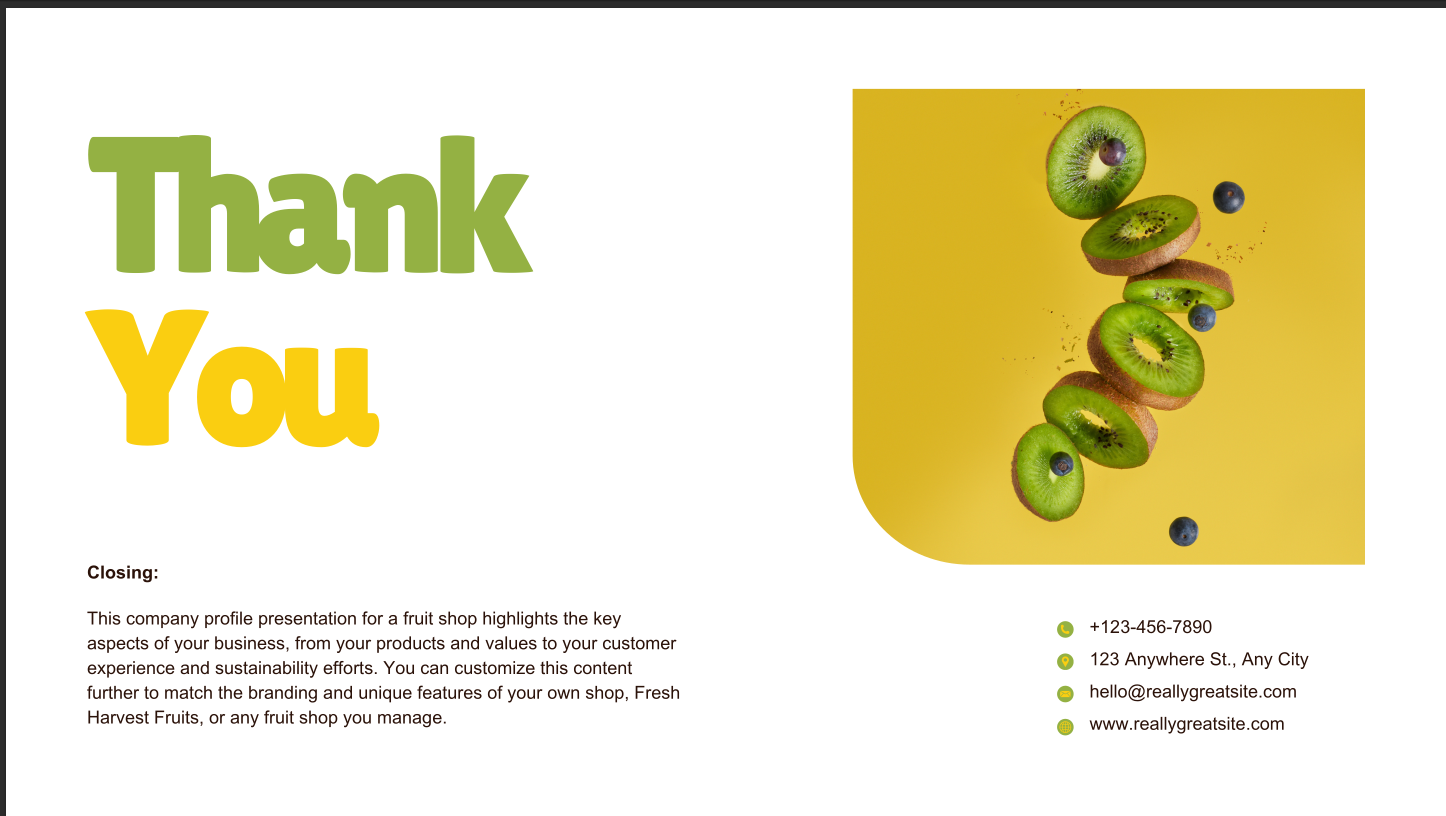 Thank
You
Closing:
This company profile presentation for a fruit shop highlights the key
aspects of your business, from your products and values to your customer
experience and sustainability efforts. You can customize this content
further to match the branding and unique features of your own shop, Fresh
Harvest Fruits, or any fruit shop you manage.
+123-456-7890
123 Anywhere St., Any City
hello@reallygreatsite.com
www.reallygreatsite.com